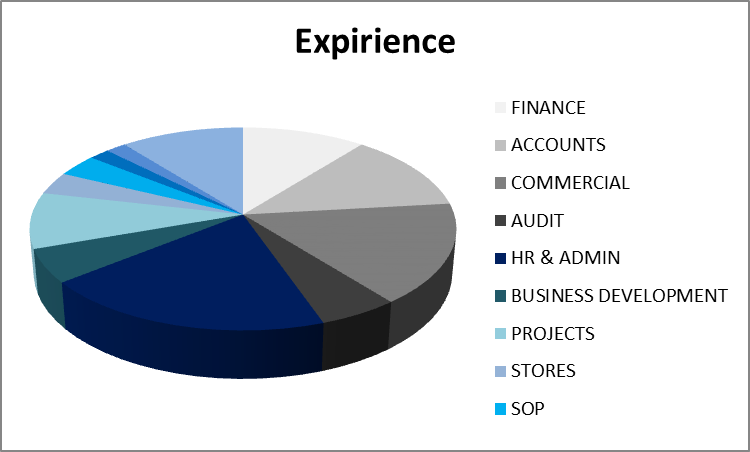 Expirience
FINANCE
ACCOUNTS
COMMERCIAL
AUDIT
HR & ADMIN
BUSINESS DEVELOPMENT
PROJECTS
STORES
SOP